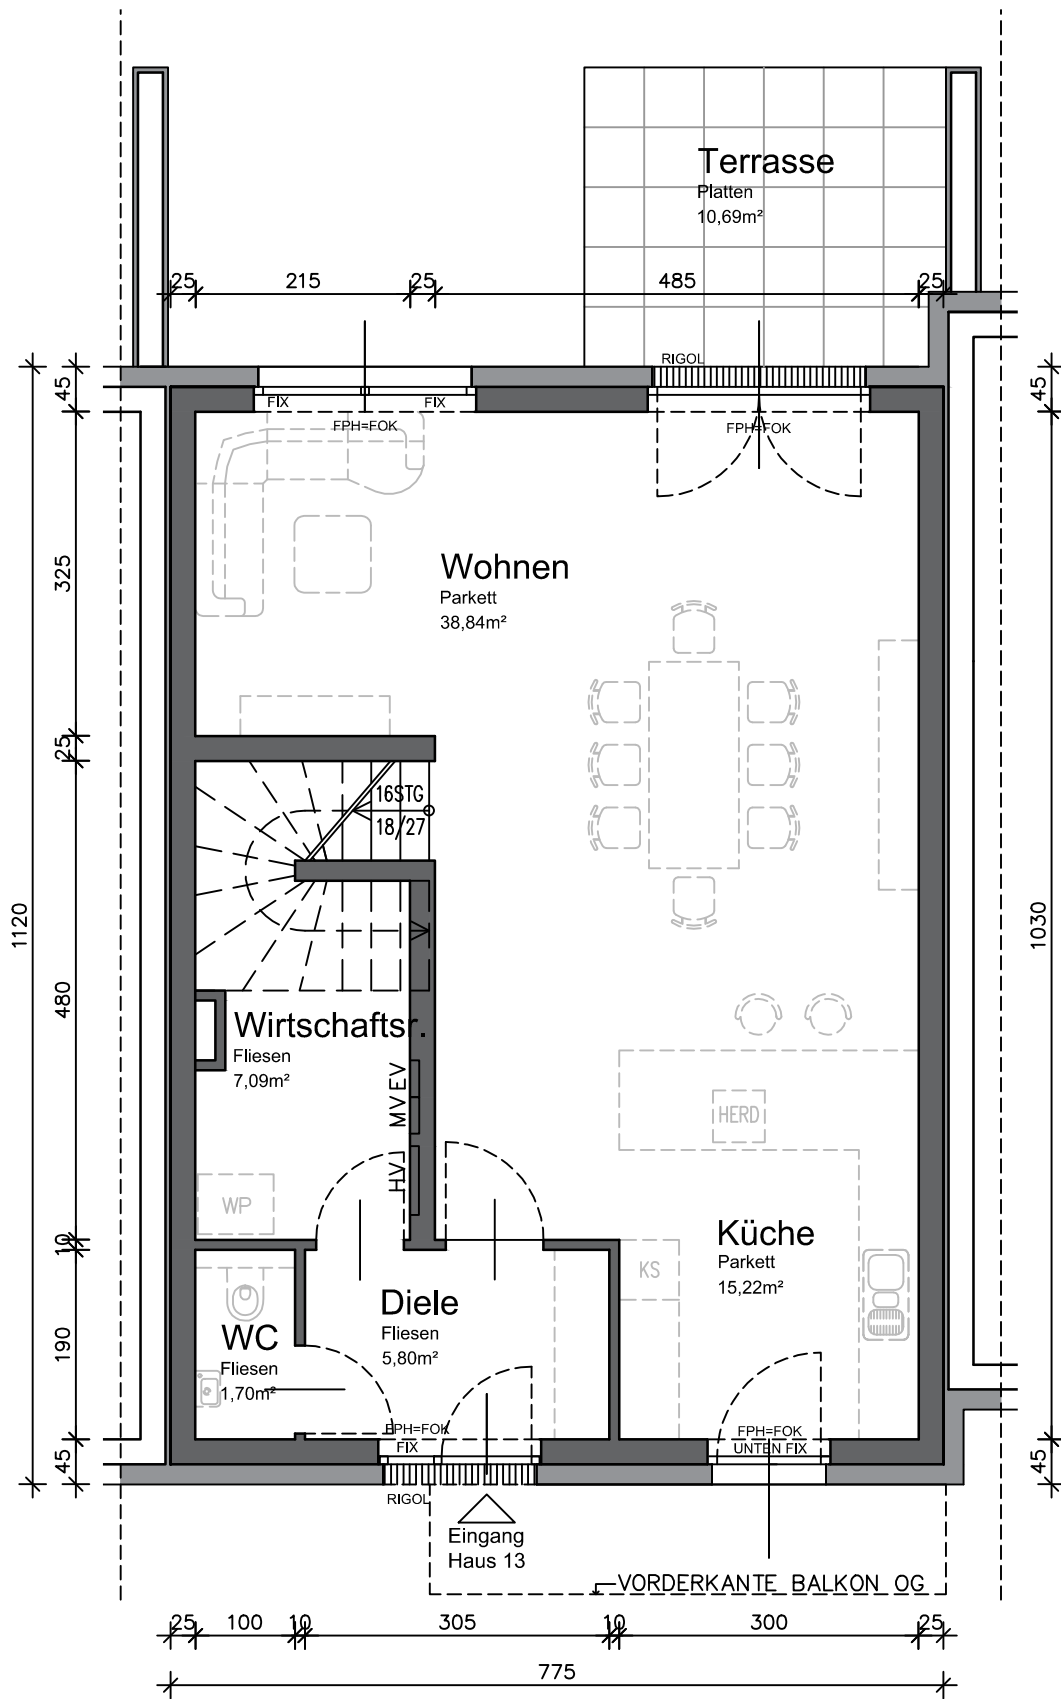 Terrasse
Platten
10,69m²
25
215
25
485
25
RIGOL
45
45
FIX
FIX
FPH=FOK
FPH=FOK
325
Wohnen
Parkett
38,84m²
25
16STG
18/27
1120
1030
480
Wirtschaftsr.
Fliesen
7,09m²
EV
MV
HV
HERD
WP
10
Küche
Parkett
15,22m²
KS
Diele
Fliesen
5,80m²
190
WC
Fliesen
1,70m²
FPH=FOK
FIX
FPH=FOK
UNTEN FIX
45
45
RIGOL
Eingang
Haus 13
VORDERKANTE BALKON OG
25
100
10
305
10
300
25
775